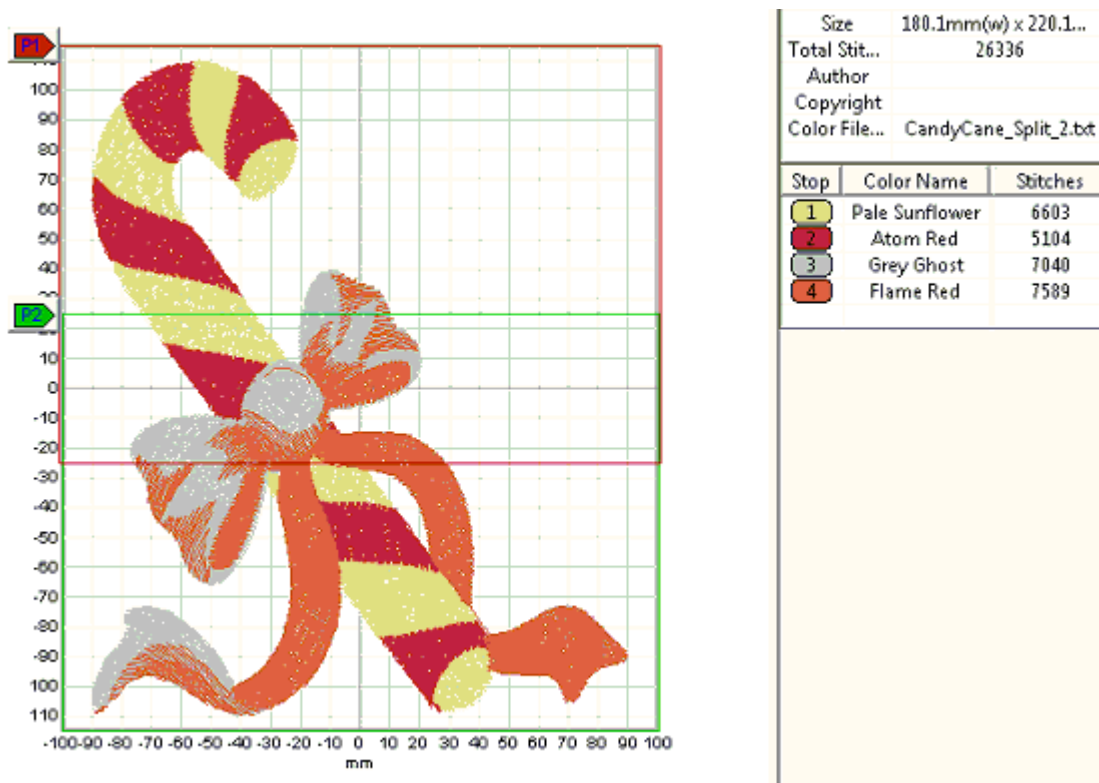 P1
100
90
80
70
60
50
40
P2
10
0
-10
-20
-30
-40
-50
-60
-70
-80
-90
100
110
-100-90 -80 -70 -60 -50 -40 -30 -20 -10 0 10 20 30 40 50 60 70 80 90 100
mm
Size 180.1mm(w) x 220.1...
Total Stit... 26336
Author
Copyright
Color File... CandyCane_Split_2.txt
Stop Color Name Stitches
1 Pale Sunflower 6603
2 Atom Red 5104
3 Grey Ghost 7040
4 Flame Red 7589